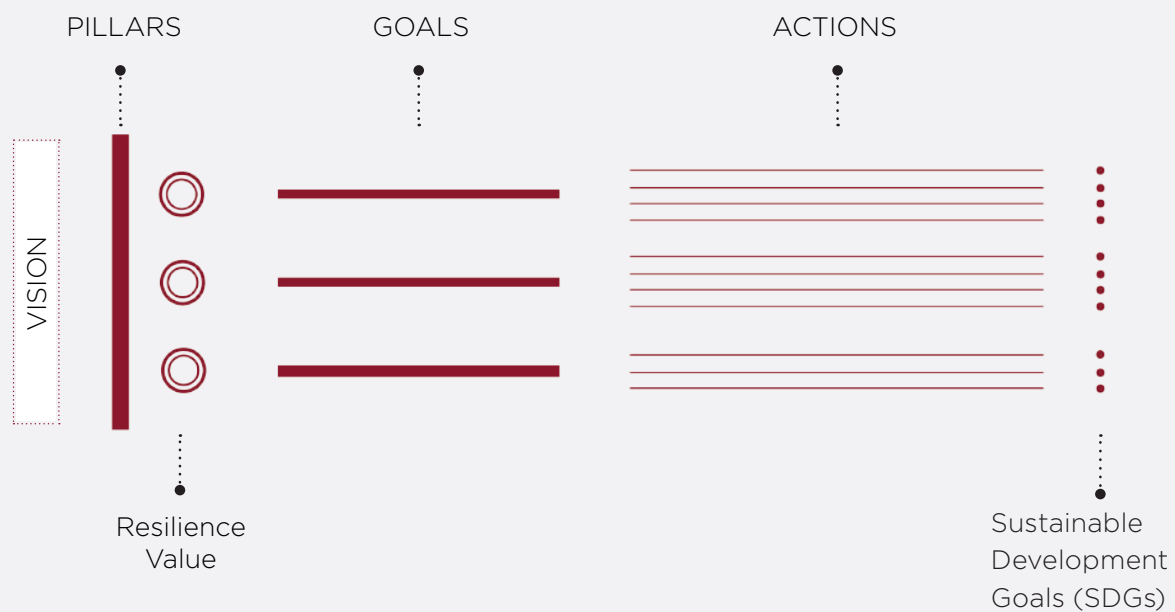 PILLARS
GOALS
ACTIONS
VISION
Resilience
Value
Sustainable
Development
Goals (SDGs)